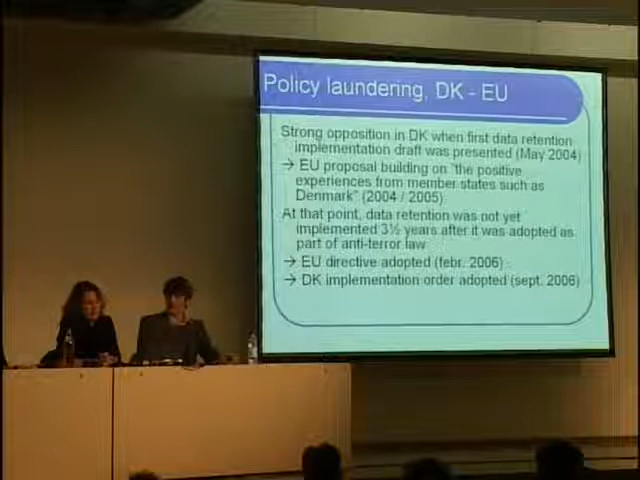 Policy laundering, DK - EU
Strong opposition in DK when first data retention
implementation draft was presented (May 2004)
→ EU proposal building on "the positive
experiences from member states such as
Denmark" (2004 / 2005)
At that point, data retention was not yet
implemented 3½ years after it was adopted as
part of anti-terror law
→ EU directive adopted (febr. 2006)
→ DK implementation order adopted (sept. 2006)